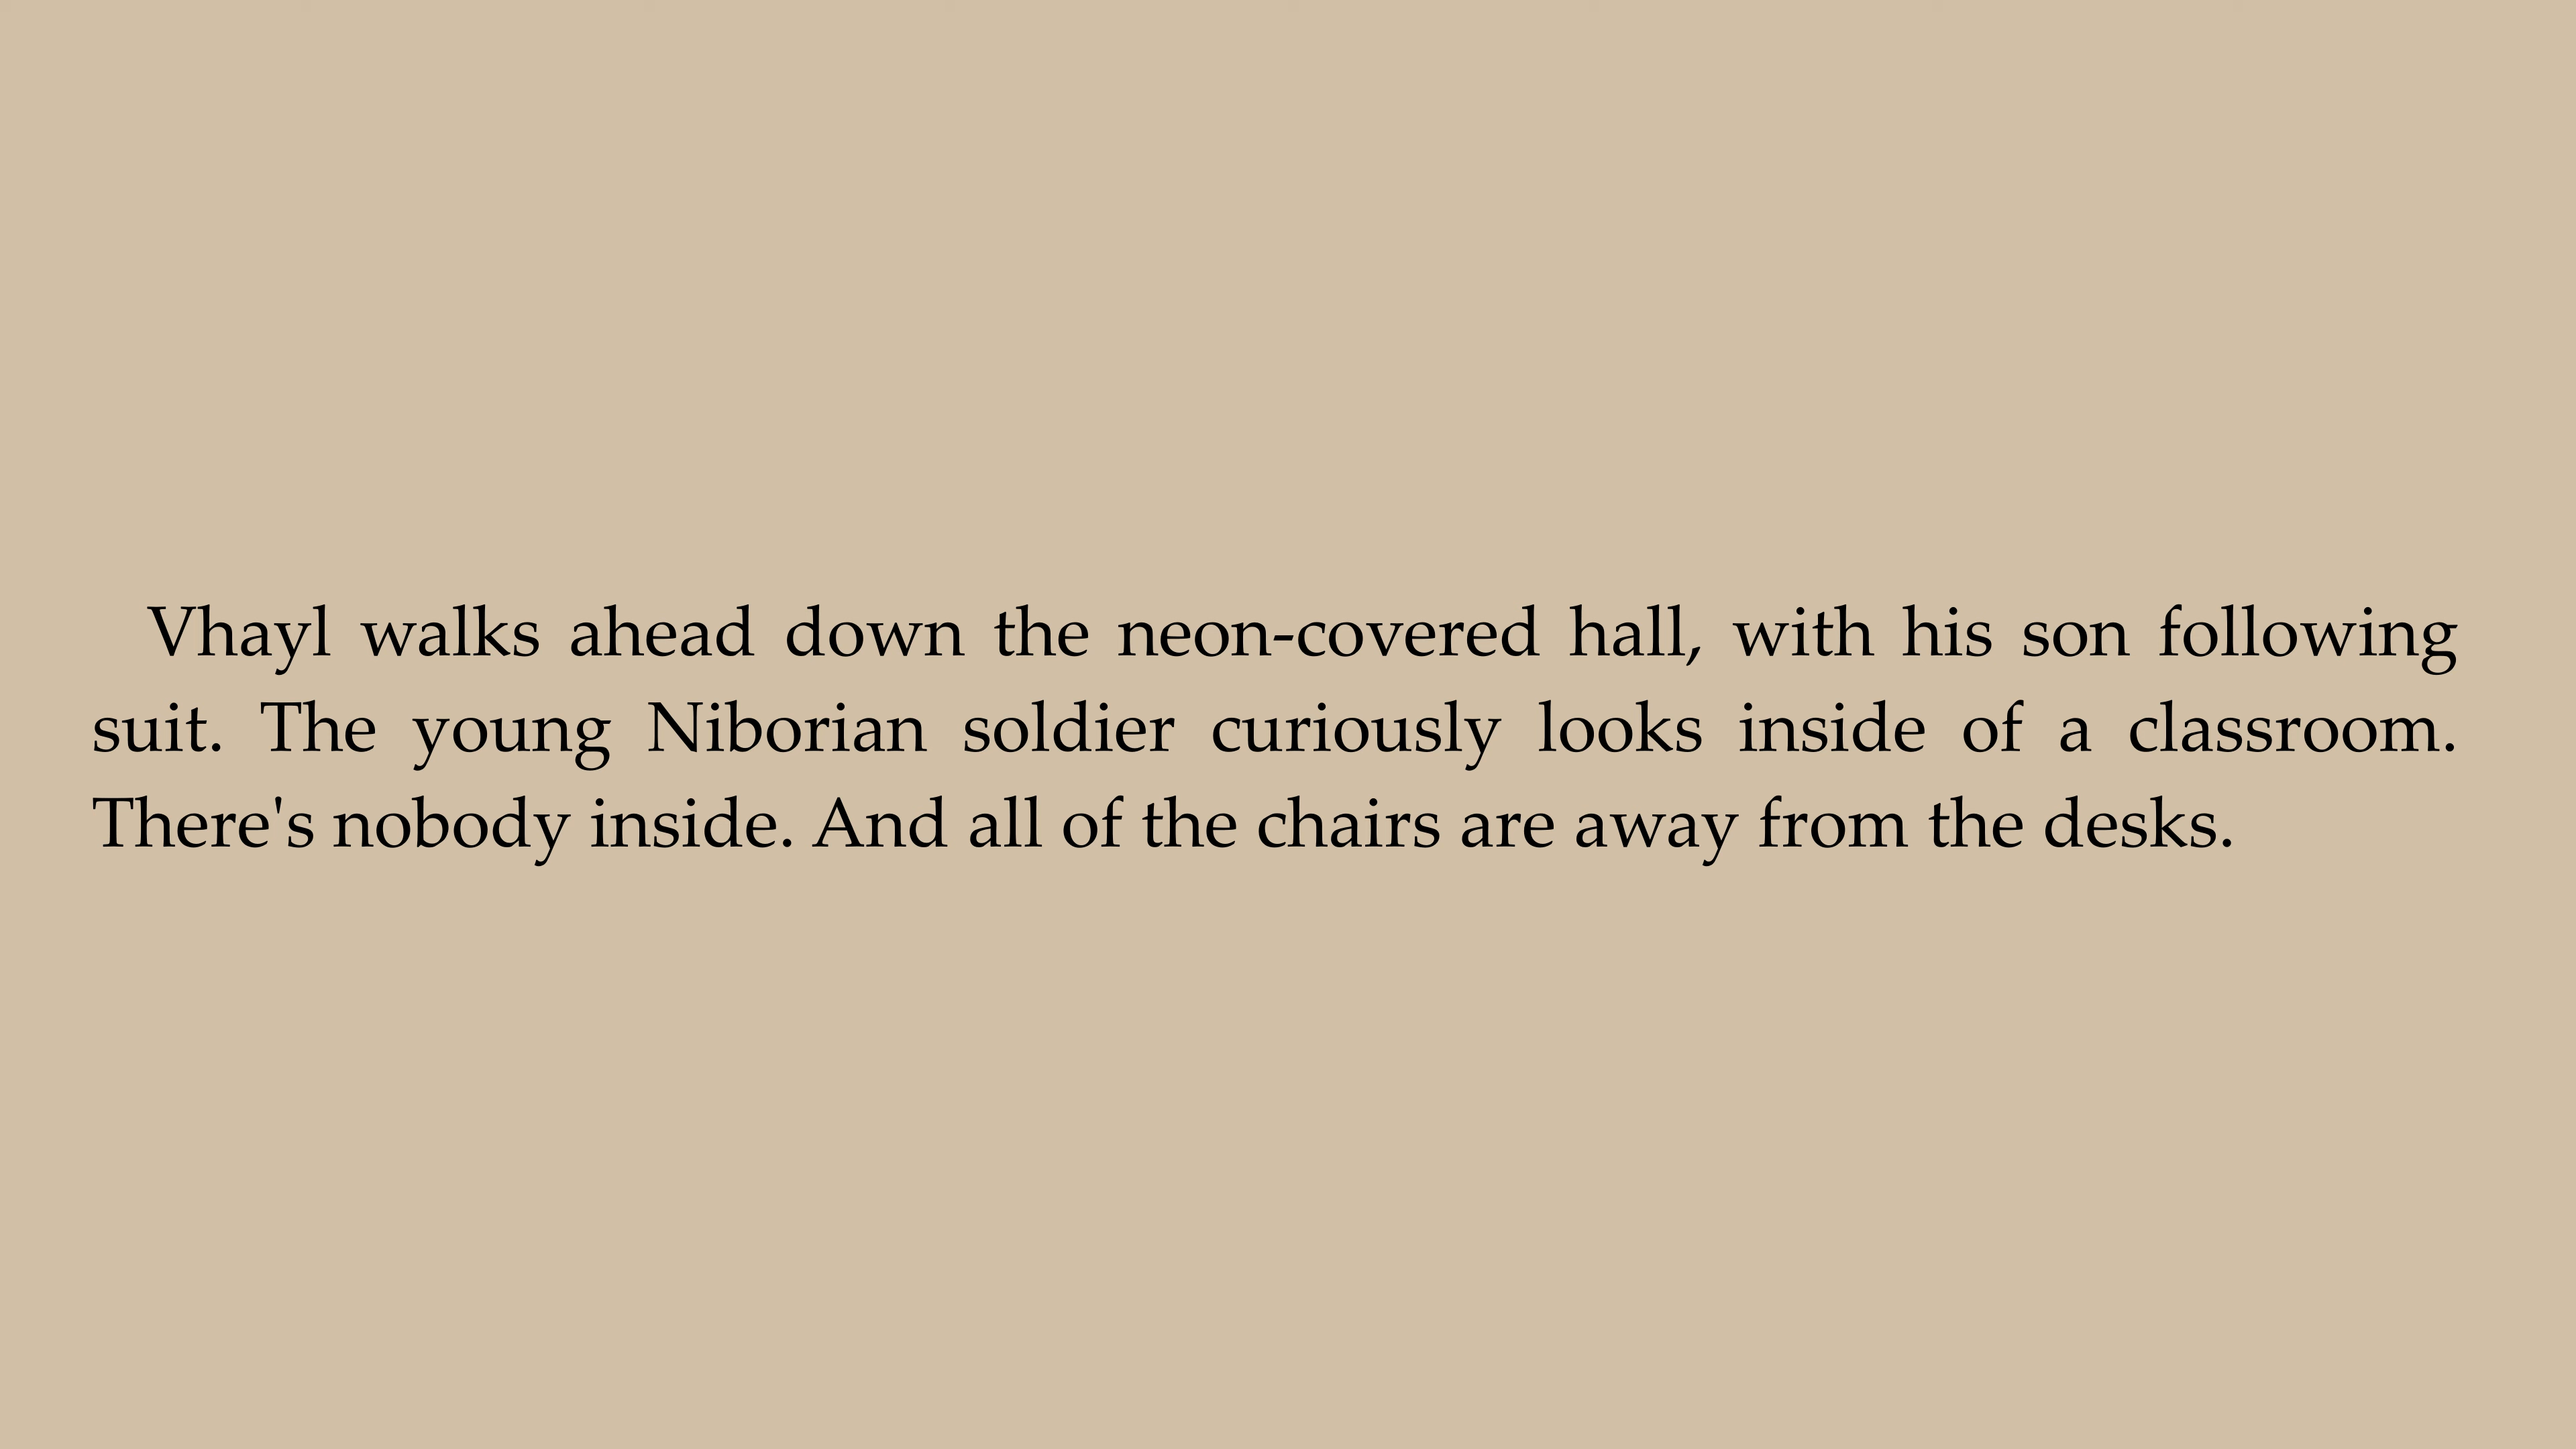 Vhayl walks ahead down the neon-covered hall, with his son following
suit. The young Niborian soldier curiously looks inside of a classroom.
There's nobody inside. And all of the chairs are away from the desks.